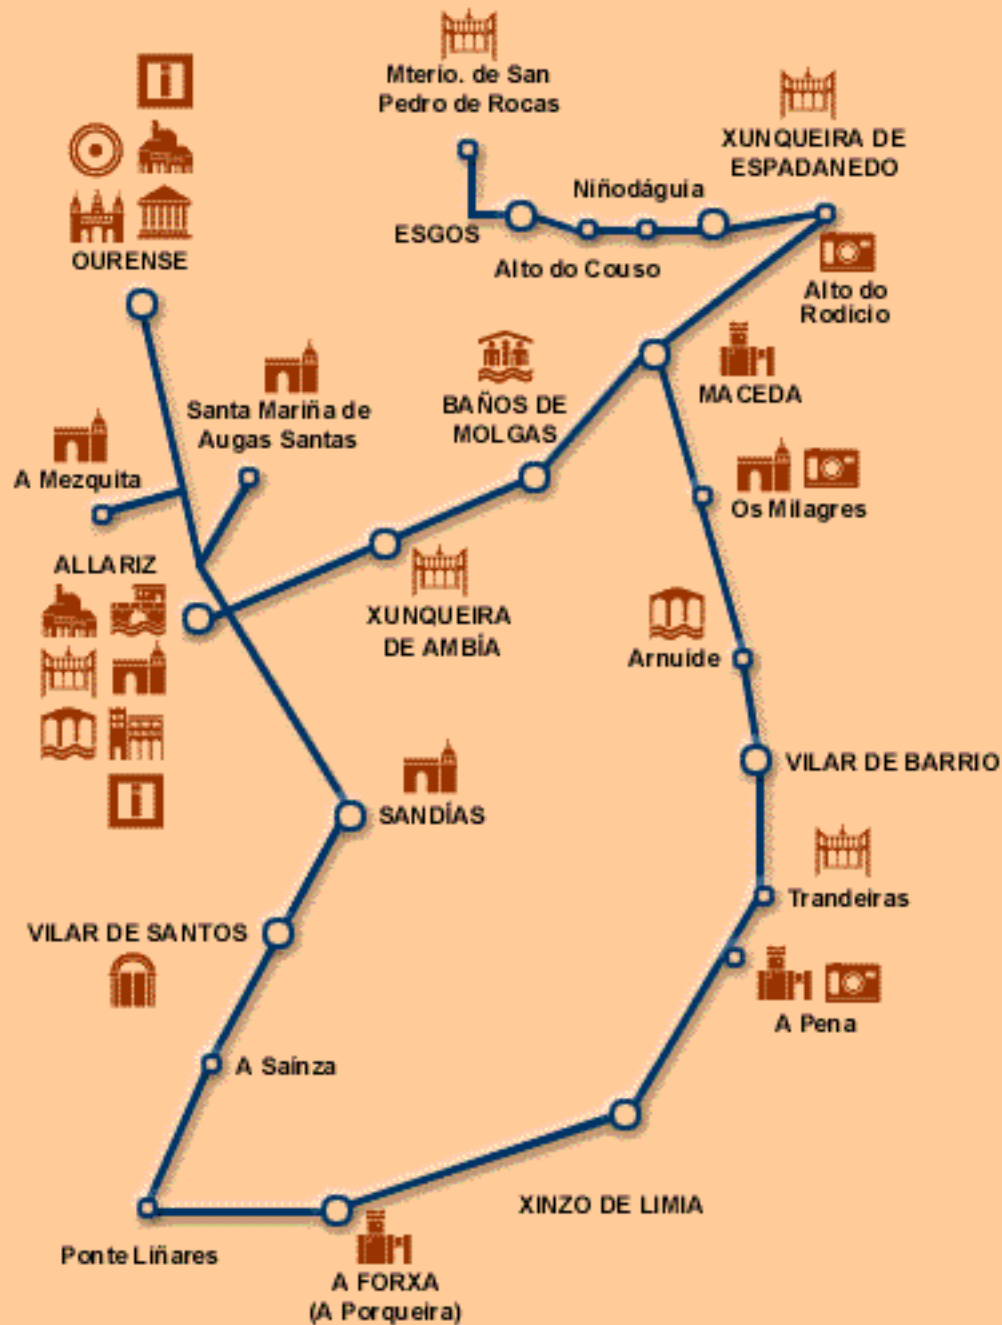 Mterio. de San
Pedro de Rocas
XUNQUEIRA DE
ESPADANEDO
Niñodáguia
ESGOS
OURENSE
Alto do Couso
Alto do
Rodicio
MACEDA
BAÑOS DE
MOLGAS
Santa Mariña de
Augas Santas
A Mezquita
Os Milagres
ALLARIZ
XUNQUEIRA
DE AMBÍA
Arnuide
VILAR DE BARRIO
SANDÍAS
Trandeiras
VILAR DE SANTOS
A Pena
A Saínza
XINZO DE LIMIA
Ponte Liñares
A FORXA
(A Porqueira)